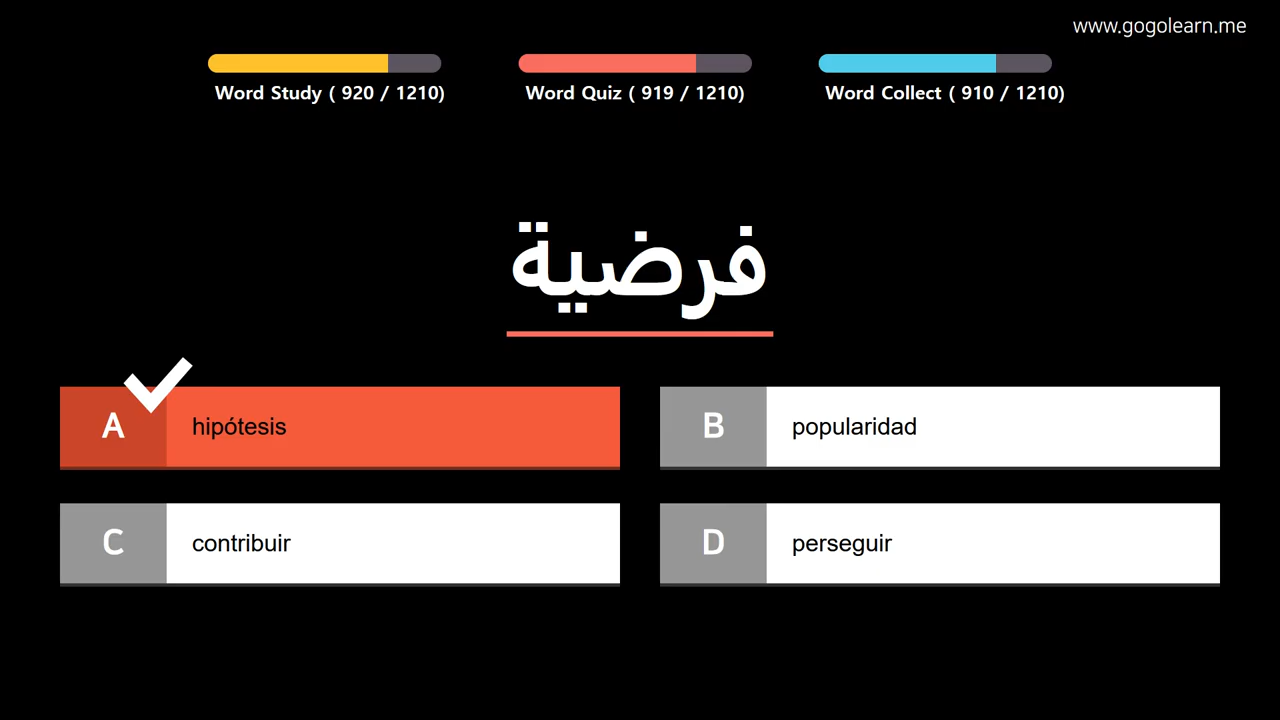 www.gogolearn.me
Word Study ( 920 / 1210)
Word Quiz ( 919 / 1210)
Word Collect ( 910 / 1210)
فرضية
A hipótesis
B popularidad
C contribuir
D perseguir